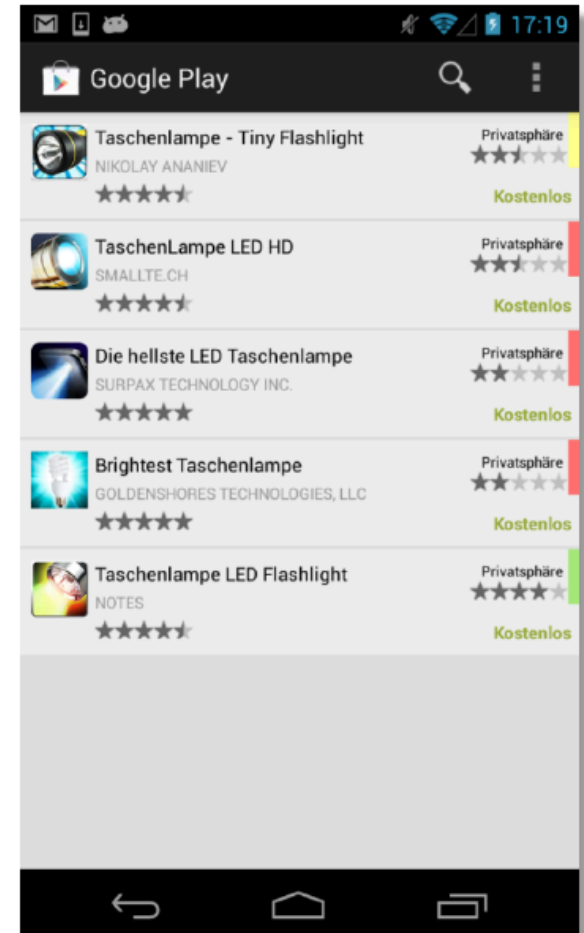 17:19
Google Play
Taschenlampe - Tiny Flashlight
Privatsphäre
NIKOLAY ANANIEV
Kostenlos
TaschenLampe LED HD
Privatsphäre
SMALLTE.CH
Kostenlos
Die hellste LED Taschenlampe
Privatsphäre
SURPAX TECHNOLOGY INC.
Kostenlos
Brightest Taschenlampe
Privatsphäre
GOLDENSHORES TECHNOLOGIES, LLC
Kostenlos
Taschenlampe LED Flashlight
Privatsphäre
NOTES
Kostenlos